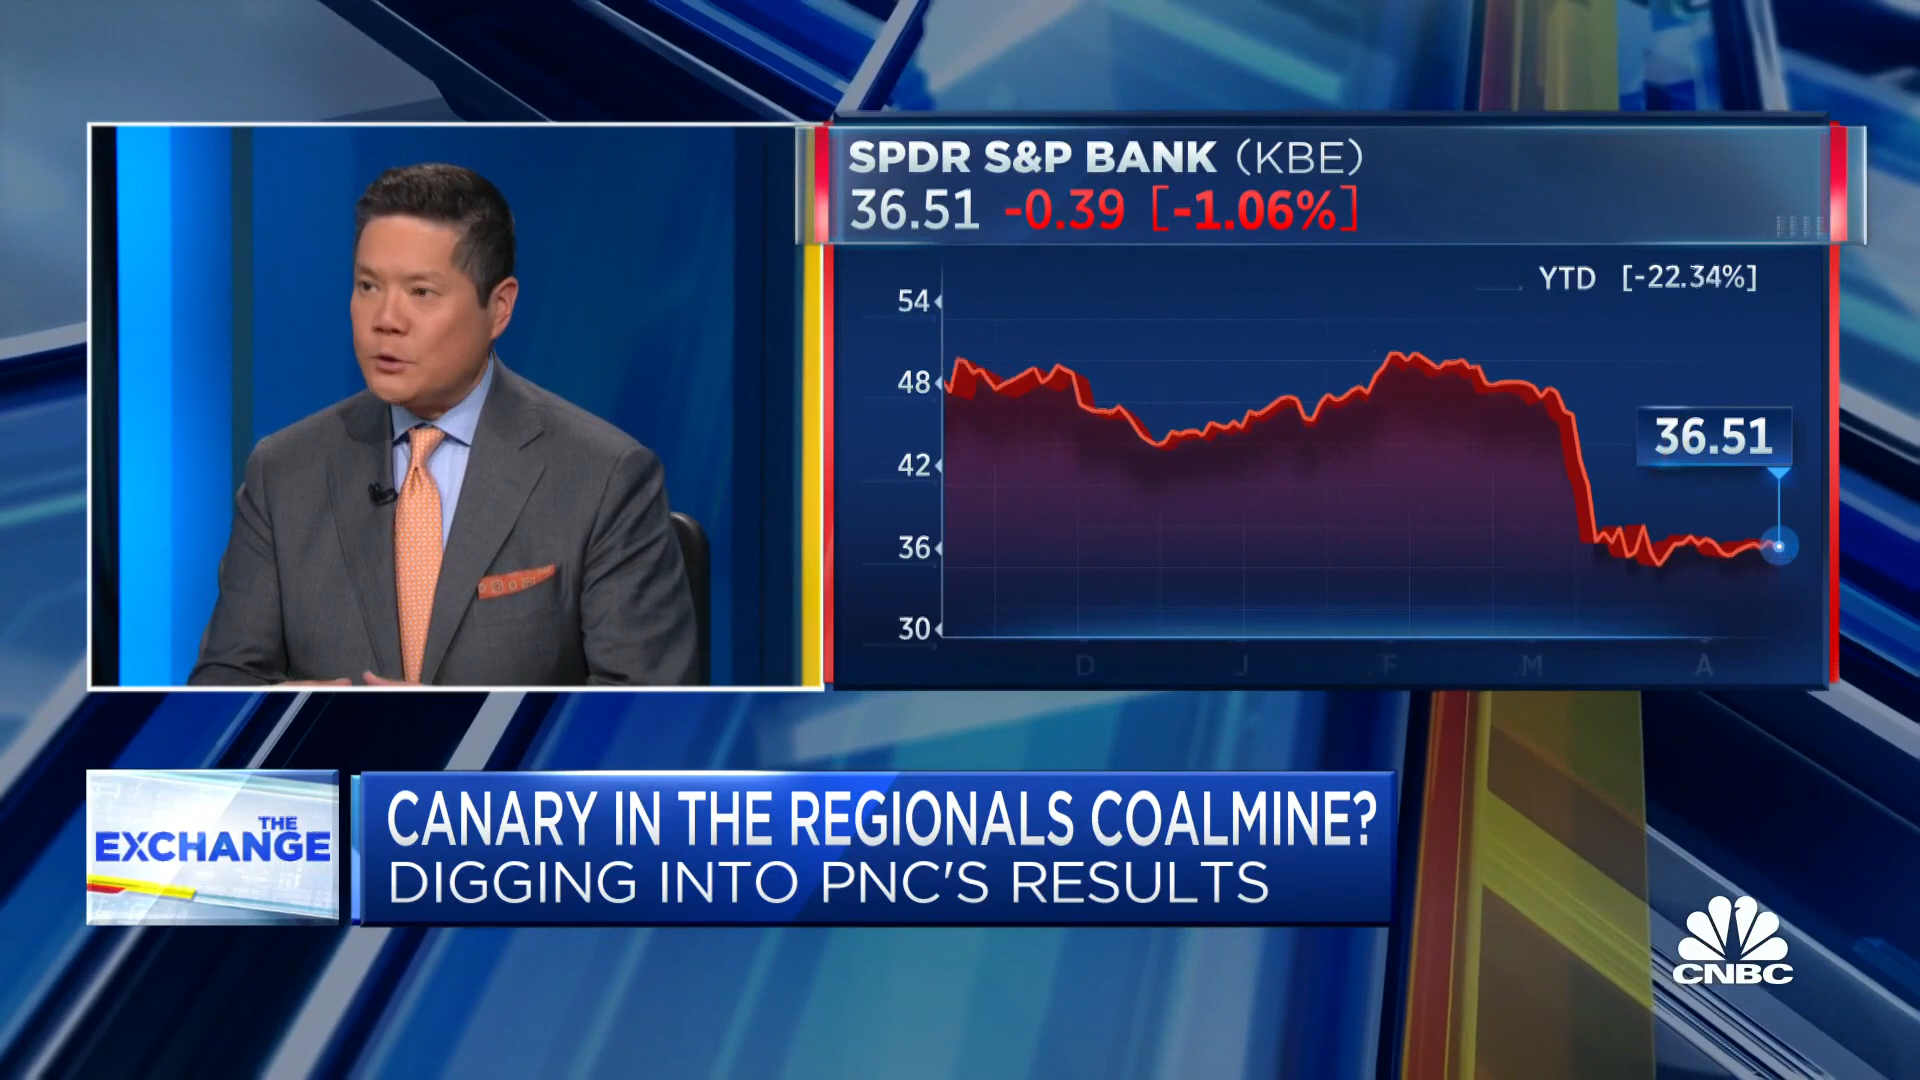 SPDR S&P BANK (KBE)
36.51 -0.39 [-1.06%]
YTD [-22.34%]
54
48
42
36
30
36.51
D J F M A
THE
EXCHANGE
CANARY IN THE REGIONALS COALMINE?
DIGGING INTO PNC'S RESULTS
CNBC